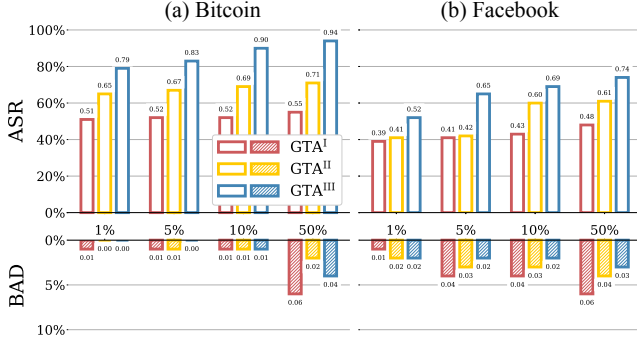 (a) Bitcoin
(b) Facebook
ASR
100%
80%
60%
40%
20%
0%
0.51 0.65 0.79
0.52 0.67 0.83
0.52 0.69 0.90
0.55 0.71 0.94
0.39 0.41 0.52
0.41 0.42 0.65
0.43 0.60 0.69
0.48 0.61 0.74
GTA^I
GTA^II
GTA^III
1% 5% 10% 50%
1% 5% 10% 50%
BAD
0%
5%
10%
0.01 0.00 0.00
0.01 0.01 0.00
0.01 0.01 0.01
0.06 0.02 0.04
0.01 0.02 0.02
0.04 0.03 0.02
0.04 0.03 0.02
0.06 0.04 0.03